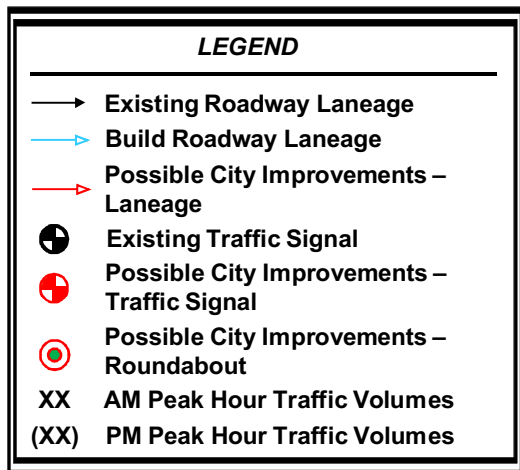 LEGEND
Existing Roadway Laneage
Build Roadway Laneage
Possible City Improvements –
Laneage
Existing Traffic Signal
Possible City Improvements –
Traffic Signal
Possible City Improvements –
Roundabout
XX AM Peak Hour Traffic Volumes
(XX) PM Peak Hour Traffic Volumes